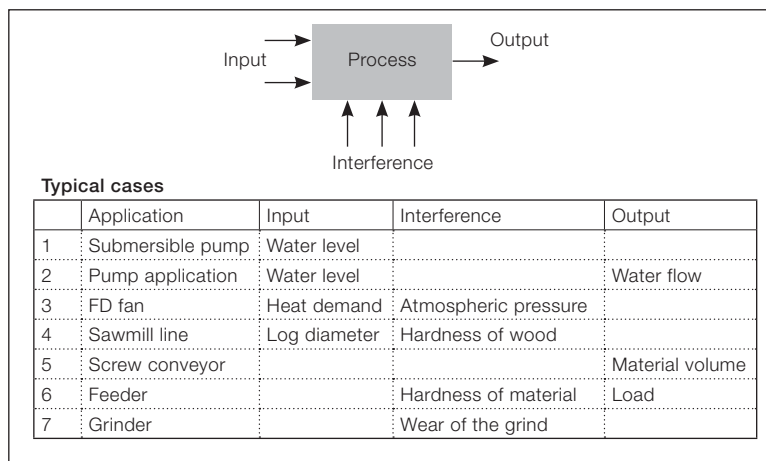 Output
Input
Process
Interference
Typical cases
Application Input Interference Output
1 Submersible pump Water level
2 Pump application Water level Water flow
3 FD fan Heat demand Atmospheric pressure
4 Sawmill line Log diameter Hardness of wood
5 Screw conveyor Material volume
6 Feeder Hardness of material Load
7 Grinder Wear of the grind